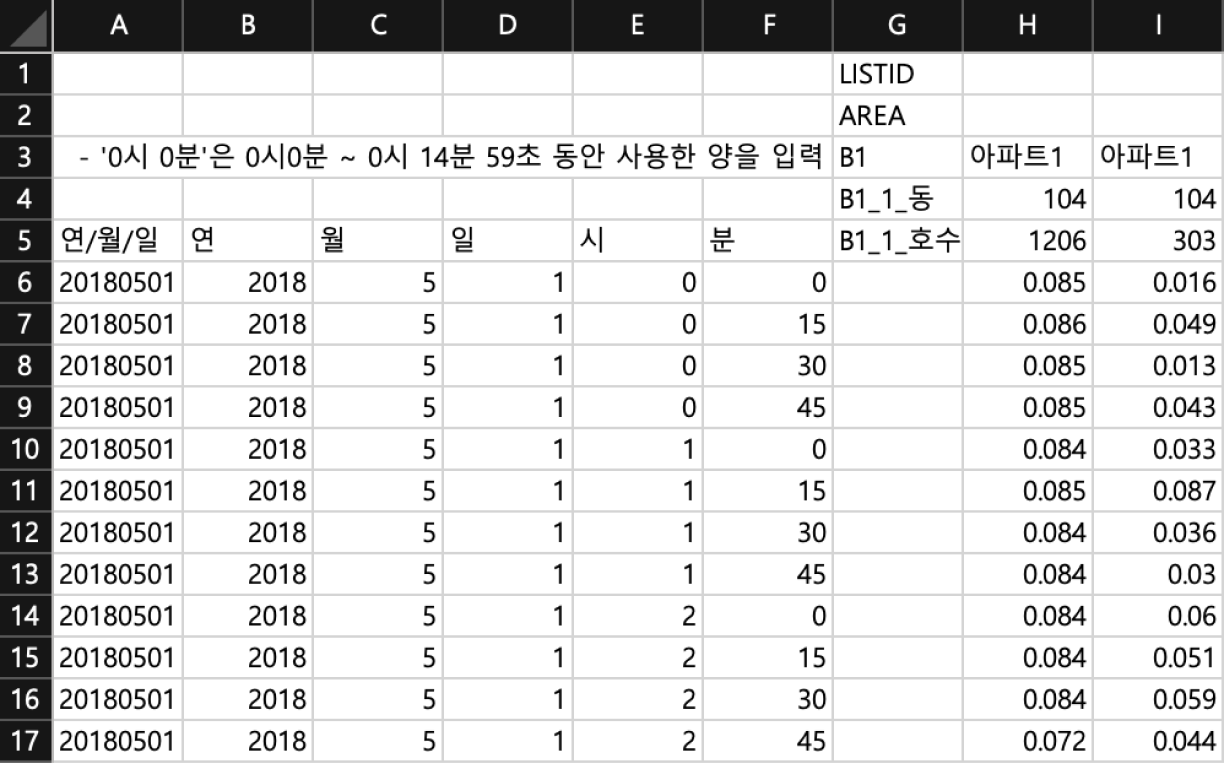 A B C D E F G H I
1 LISTID
2 AREA
3 - '0시 0분'은 0시0분 ~ 0시 14분 59초 동안 사용한 양을 입력 B1 아파트1 아파트1
4 B1_1_동 104 104
5 연/월/일 연 월 일 시 분 B1_1_호수 1206 303
6 20180501 2018 5 1 0 0 0.085 0.016
7 20180501 2018 5 1 0 15 0.086 0.049
8 20180501 2018 5 1 0 30 0.085 0.013
9 20180501 2018 5 1 0 45 0.085 0.043
10 20180501 2018 5 1 1 0 0.084 0.033
11 20180501 2018 5 1 1 15 0.085 0.087
12 20180501 2018 5 1 1 30 0.084 0.036
13 20180501 2018 5 1 1 45 0.084 0.03
14 20180501 2018 5 1 2 0 0.084 0.06
15 20180501 2018 5 1 2 15 0.084 0.051
16 20180501 2018 5 1 2 30 0.084 0.059
17 20180501 2018 5 1 2 45 0.072 0.044